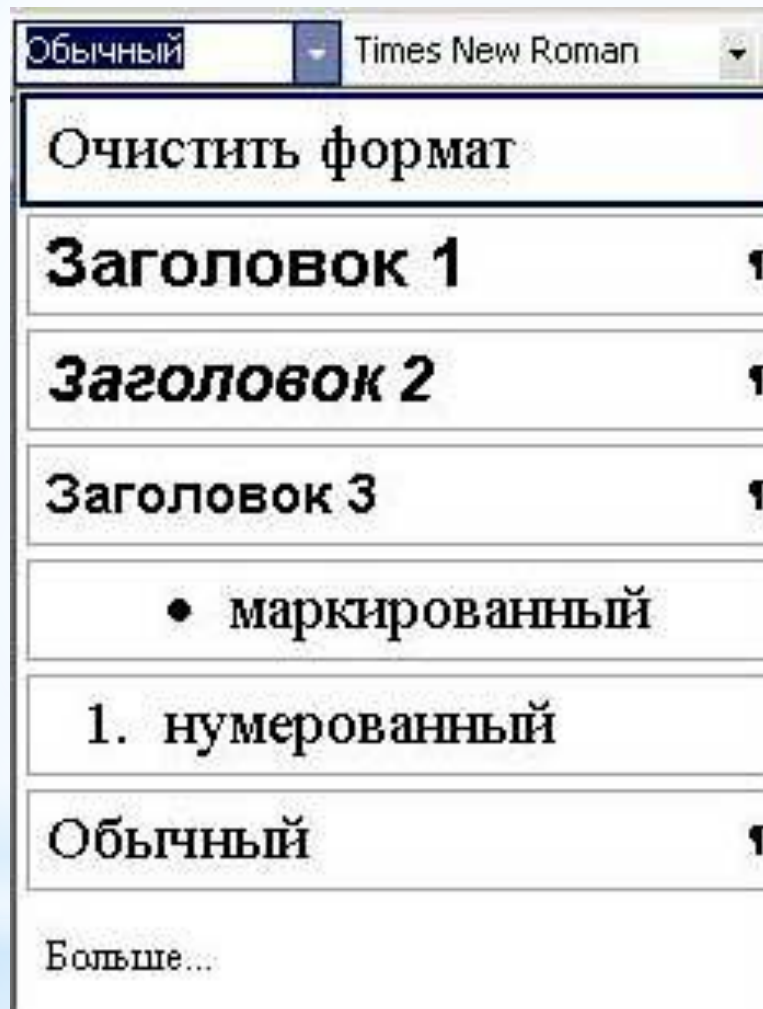 Обычный Times New Roman
Очистить формат
Заголовок 1 ¶
Заголовок 2 ¶
Заголовок 3 ¶
• маркированный
1. нумерованный
Обычный ¶
Больше...